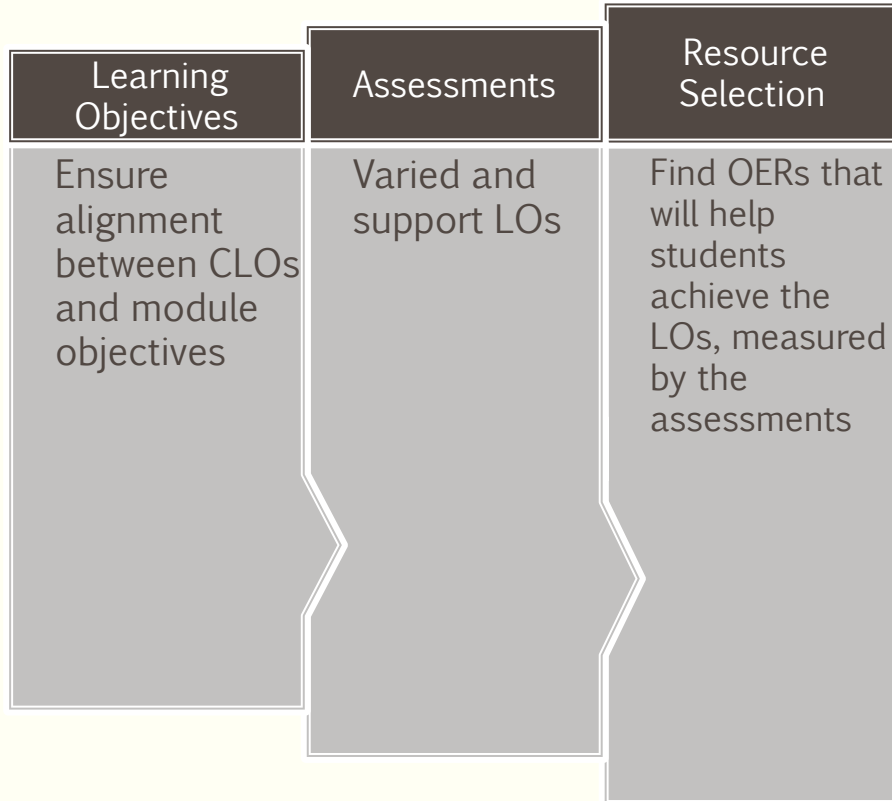 Learning
Objectives
Ensure
alignment
between CLOs
and module
objectives
Assessments
Varied and
support LOs
Resource
Selection
Find OERs that
will help
students
achieve the
LOs, measured
by the
assessments